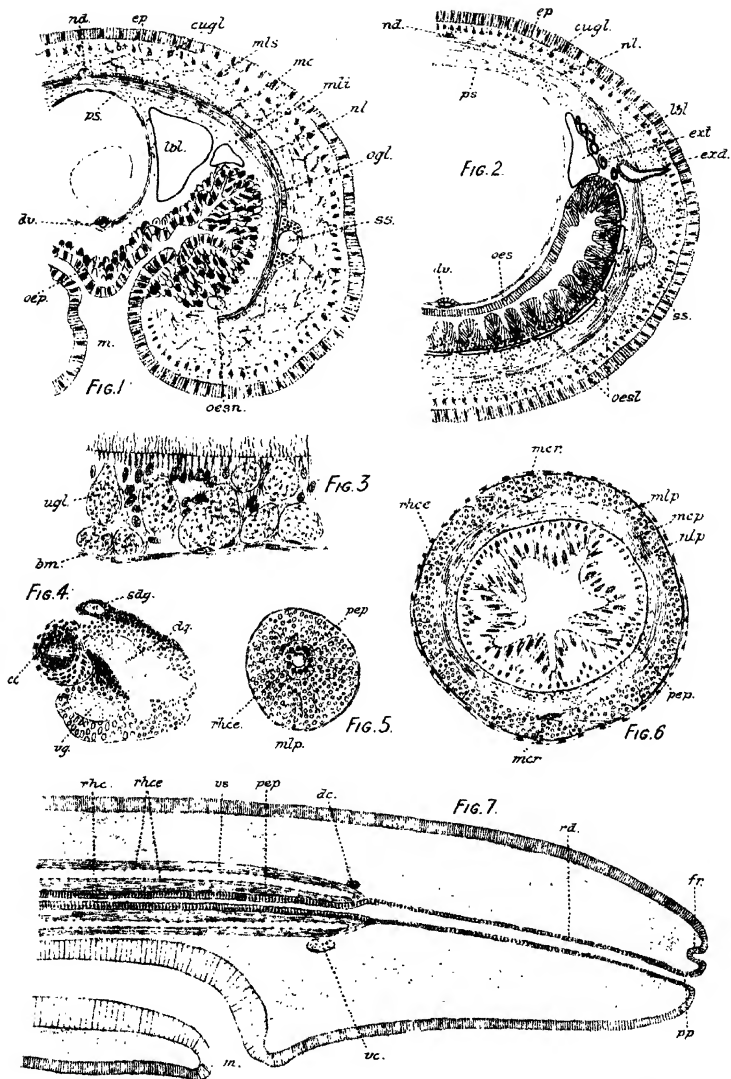 nd.
ep
cugl
mls
mc
mli
nl
ogl.
ss.
ps.
lbl.
dv.
oep.
m.
oesn.
FIG.1
ep
cugl.
nd.
nl.
ps
lbl
ext
exd.
FIG.2
dv.
oes
ss.
oesl
ugl.
bm.
FIG.3
FIG.4
sdg.
dg.
cc
vg.
pep
rhce.
mlp.
FIG.5.
mcr.
rhce
mlp
mcp
nlp
pep.
mcr
FIG.6
rhc.
rhce
vs
pep
dc.
FIG.7.
rd.
fr.
pp
m.
vc.